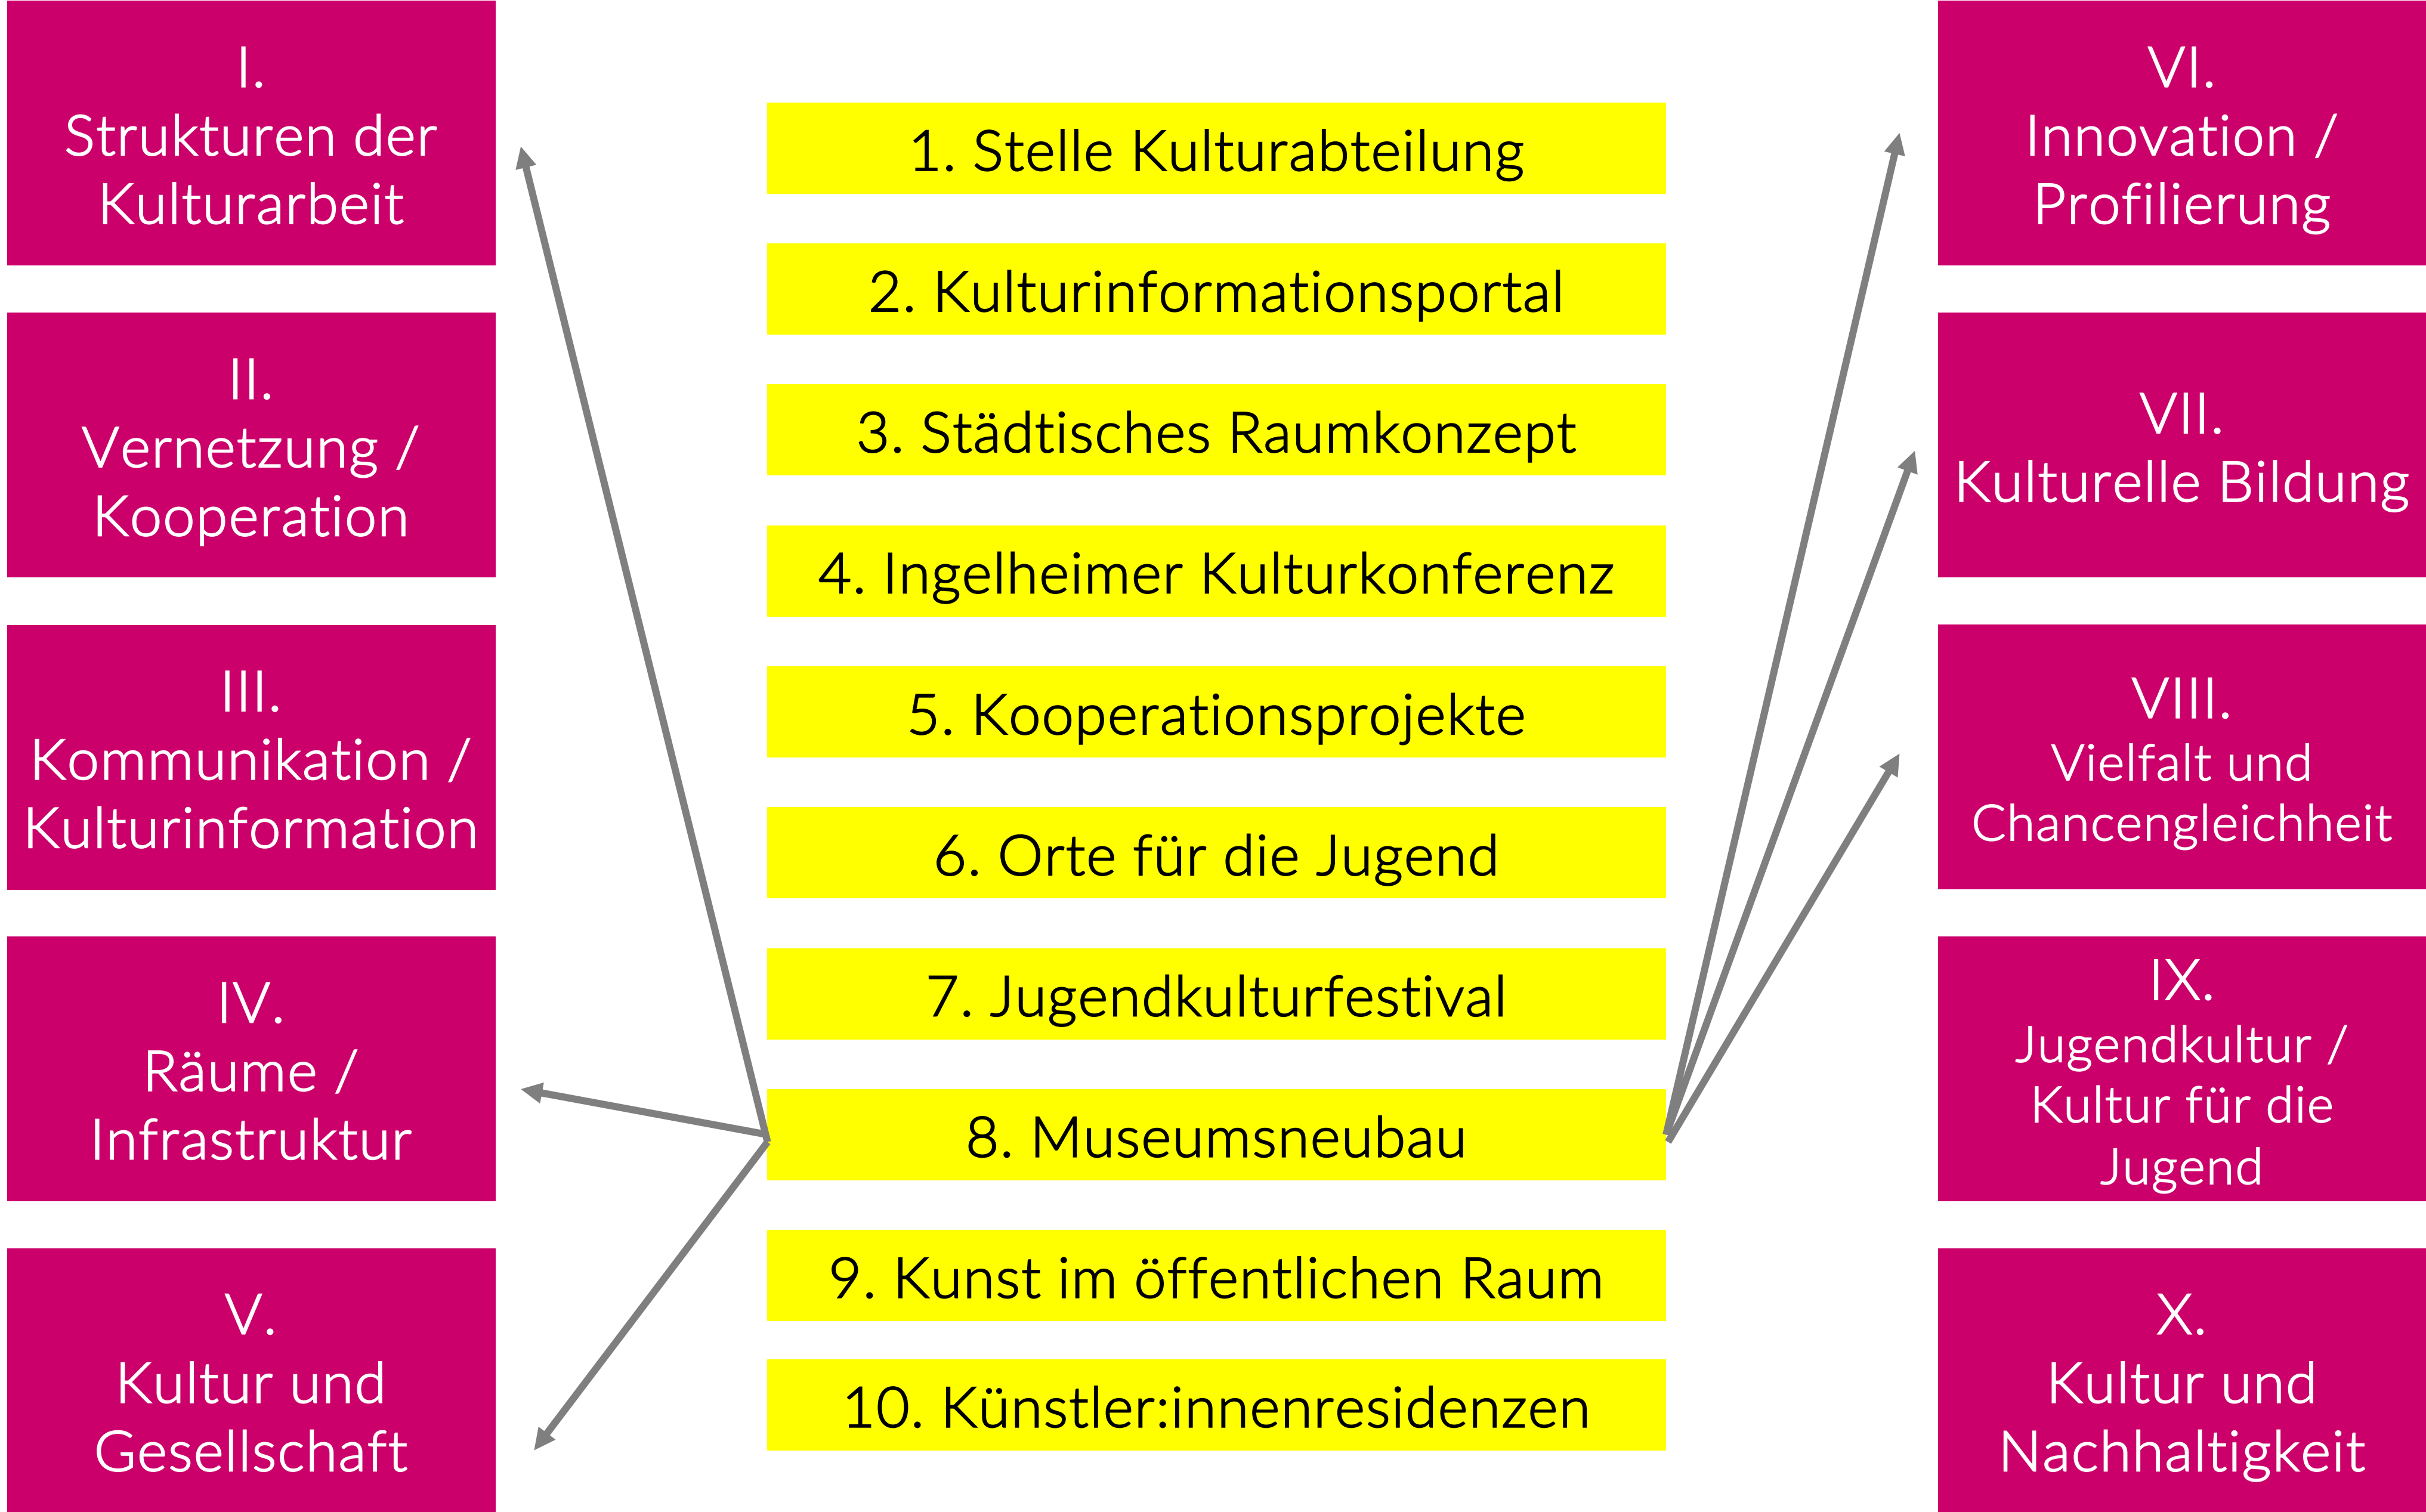 I.
Strukturen der
Kulturarbeit
II.
Vernetzung /
Kooperation
III.
Kommunikation /
Kulturinformation
IV.
Räume /
Infrastruktur
V.
Kultur und
Gesellschaft
1. Stelle Kulturabteilung
2. Kulturinformationsportal
3. Städtisches Raumkonzept
4. Ingelheimer Kulturkonferenz
5. Kooperationsprojekte
6. Orte für die Jugend
7. Jugendkulturfestival
8. Museumsneubau
9. Kunst im öffentlichen Raum
10. Künstler:innenresidenzen
VI.
Innovation /
Profilierung
VII.
Kulturelle Bildung
VIII.
Vielfalt und
Chancengleichheit
IX.
Jugendkultur /
Kultur für die
Jugend
X.
Kultur und
Nachhaltigkeit